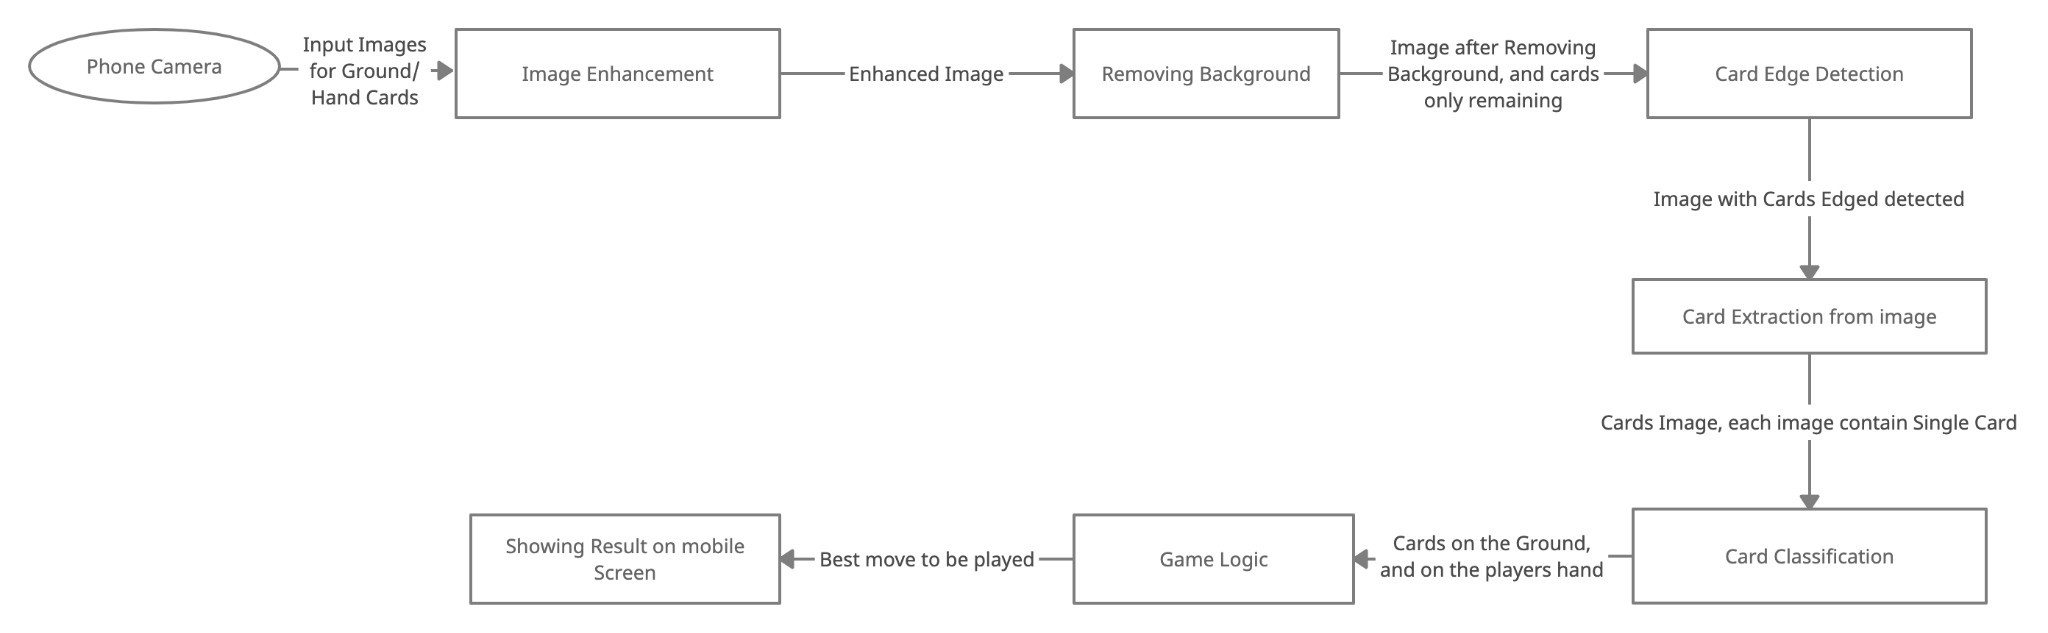 Phone Camera
Input Images
for Ground/
Hand Cards
Image Enhancement
Enhanced Image
Removing Background
Image after Removing
Background, and cards
only remaining
Card Edge Detection
Image with Cards Edged detected
Card Extraction from image
Cards Image, each image contain Single Card
Card Classification
Cards on the Ground,
and on the players hand
Game Logic
Best move to be played
Showing Result on mobile
Screen